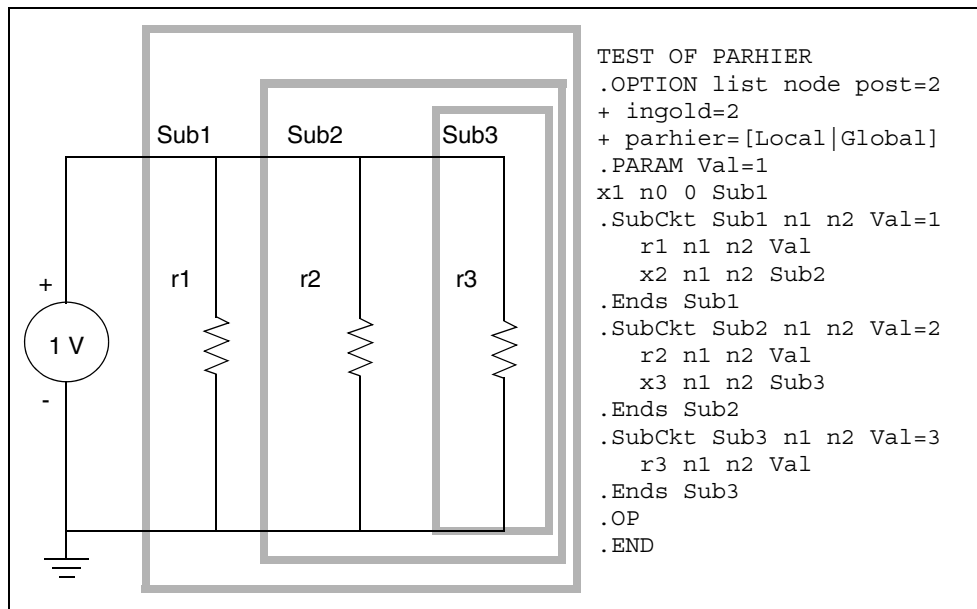 Sub1
Sub2
Sub3
r1
r2
r3
+
1 V
-
TEST OF PARHIER
.OPTION list node post=2
+ ingold=2
+ parhier=[Local|Global]
.PARAM Val=1
x1 n0 0 Sub1
.SubCkt Sub1 n1 n2 Val=1
r1 n1 n2 Val
x2 n1 n2 Sub2
.Ends Sub1
.SubCkt Sub2 n1 n2 Val=2
r2 n1 n2 Val
x3 n1 n2 Sub3
.Ends Sub2
.SubCkt Sub3 n1 n2 Val=3
r3 n1 n2 Val
.Ends Sub3
.OP
.END